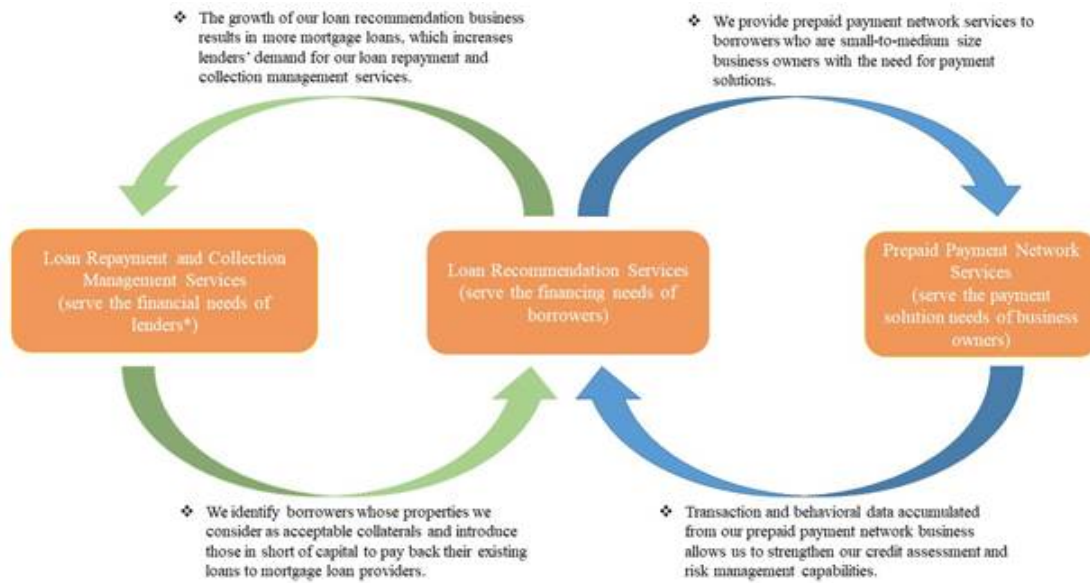 ❖ The growth of our loan recommendation business
results in more mortgage loans, which increases
lenders' demand for our loan repayment and
collection management services.
❖ We provide prepaid payment network services to
borrowers who are small-to-medium size
business owners with the need for payment
solutions.
Loan Repayment and Collection
Management Services
(serve the financial needs of
lenders*)
Loan Recommendation Services
(serve the financing needs of
borrowers)
Prepaid Payment Network
Services
(serve the payment
solution needs of business
owners)
❖ We identify borrowers whose properties we
consider as acceptable collaterals and introduce
those in short of capital to pay back their existing
loans to mortgage loan providers.
❖ Transaction and behavioral data accumulated
from our prepaid payment network business
allows us to strengthen our credit assessment and
risk management capabilities.